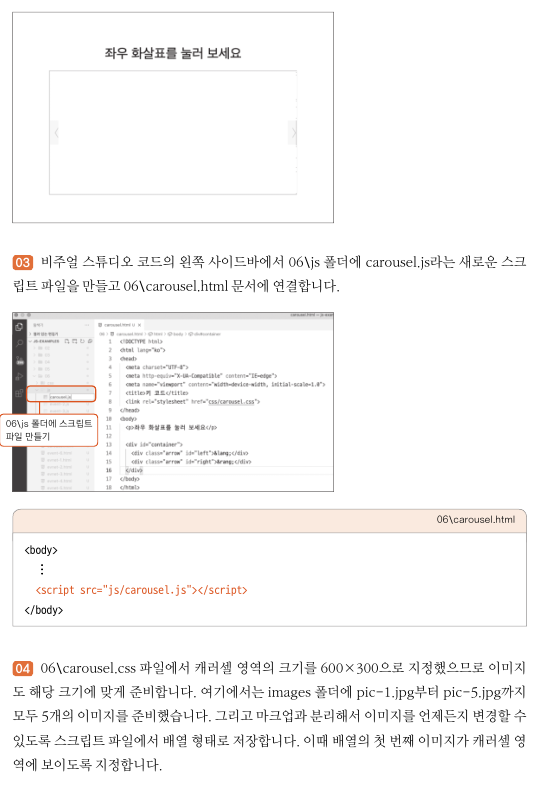 좌우 화살표를 눌러 보세요
03 비주얼 스튜디오 코드의 왼쪽 사이드바에서 06\js 폴더에 carousel.js라는 새로운 스크
립트 파일을 만들고 06\carousel.html 문서에 연결합니다.
06\js 폴더에 스크립트
파일 만들기
carousel.js
1 <!DOCTYPE html>
2 <html lang="ko">
3 <head>
4 <meta charset="UTF-8">
5 <meta http-equiv="X-UA-Compatible" content="IE=edge">
6 <meta name="viewport" content="width=device-width, initial-scale=1.0">
7 <title>키 코드</title>
8 <link rel="stylesheet" href="css/carousel.css">
9 </head>
10 <body>
11 <p>좌우 화살표를 눌러 보세요</p>
12
13 <div id="container">
14 <div class="arrow" id="left">&lang;</div>
15 <div class="arrow" id="right">&rang;</div>
16 </div>
17 </body>
18 </html>
06\carousel.html
<body>
⋮
<script src="js/carousel.js"></script>
</body>
04 06\carousel.css 파일에서 캐러셀 영역의 크기를 600×300으로 지정했으므로 이미지
도 해당 크기에 맞게 준비합니다. 여기에서는 images 폴더에 pic-1.jpg부터 pic-5.jpg까지
모두 5개의 이미지를 준비했습니다. 그리고 마크업과 분리해서 이미지를 언제든지 변경할 수
있도록 스크립트 파일에서 배열 형태로 저장합니다. 이때 배열의 첫 번째 이미지가 캐러셀 영
역에 보이도록 지정합니다.